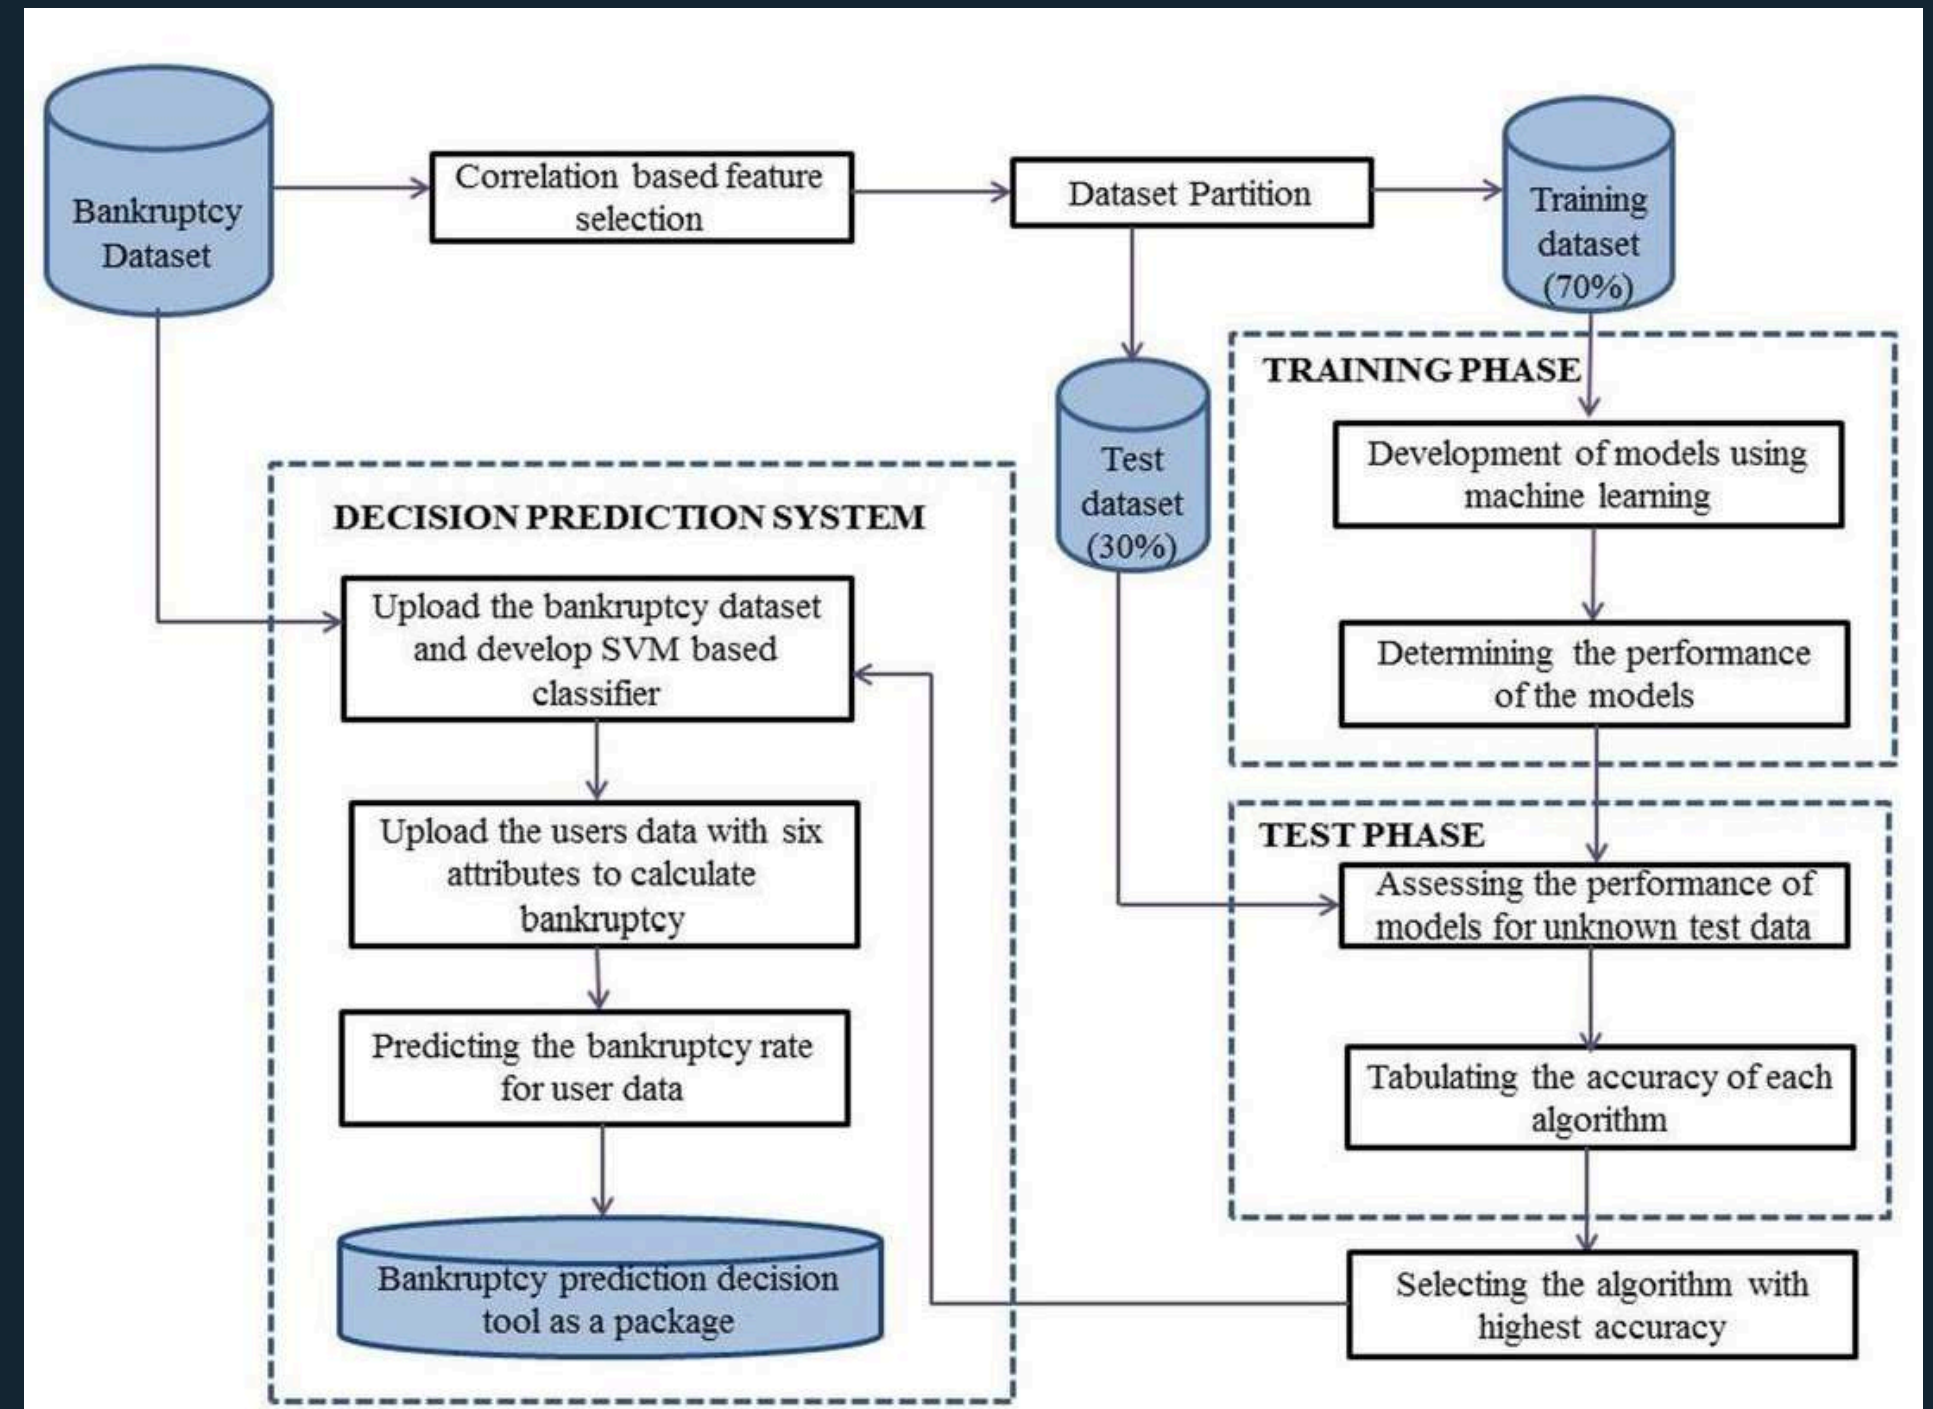 Bankruptcy
Dataset
Correlation based feature
selection
Dataset Partition
Training
dataset
(70%)
Test
dataset
(30%)
TRAINING PHASE
Development of models using
machine learning
Determining the performance
of the models
TEST PHASE
Assessing the performance of
models for unknown test data
Tabulating the accuracy of each
algorithm
Selecting the algorithm with
highest accuracy
DECISION PREDICTION SYSTEM
Upload the bankruptcy dataset
and develop SVM based
classifier
Upload the users data with six
attributes to calculate
bankruptcy
Predicting the bankruptcy rate
for user data
Bankruptcy prediction decision
tool as a package